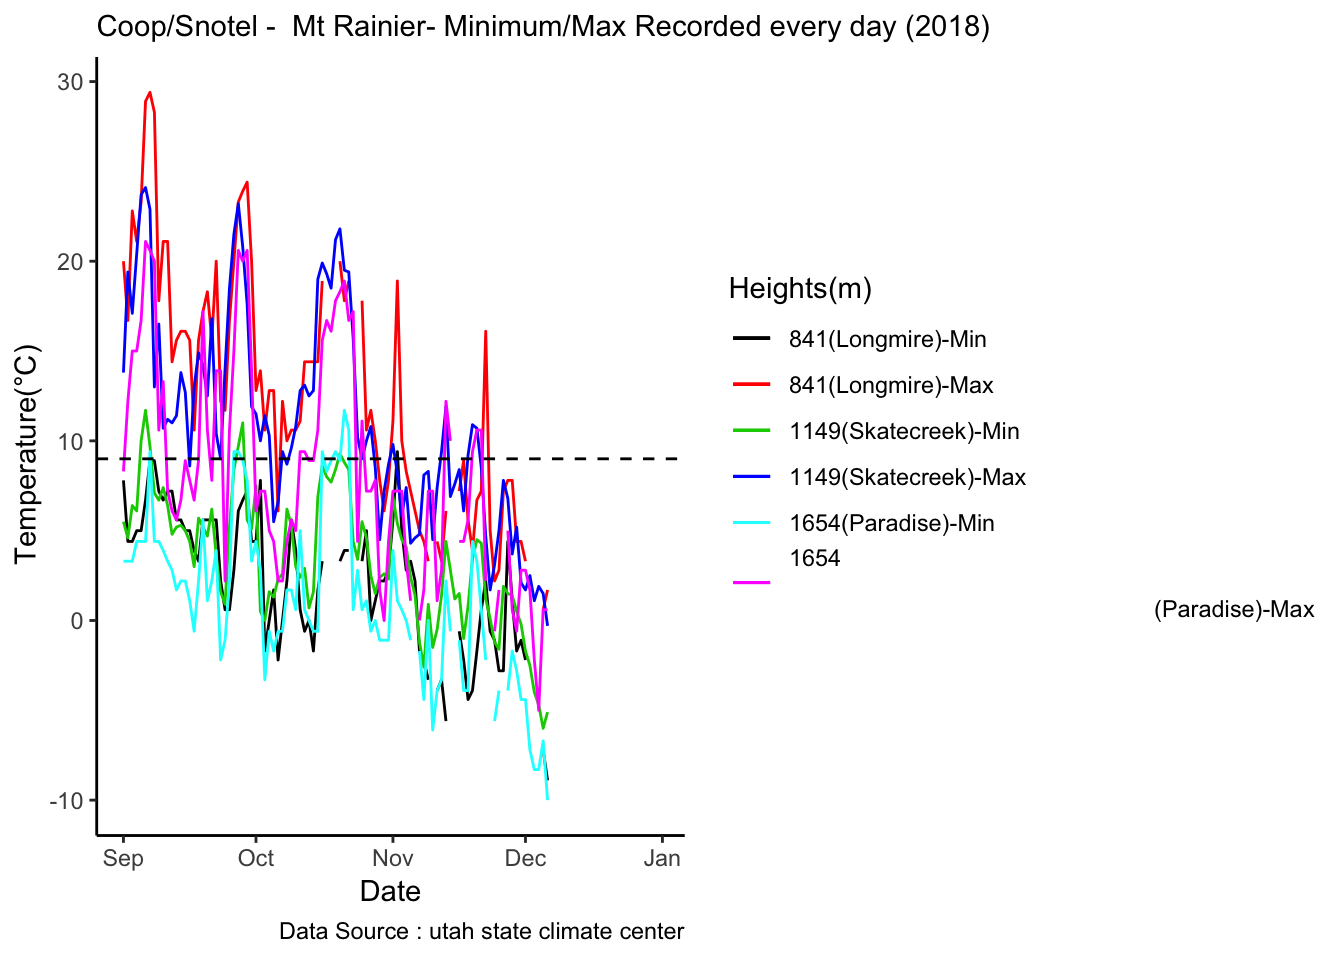 Coop/Snotel -  Mt Rainier- Minimum/Max Recorded every day (2018)
30
20
10
0
-10
Temperature(°C)
Sep Oct Nov Dec Jan
Date
Data Source : utah state climate center
Heights(m)
841(Longmire)-Min
841(Longmire)-Max
1149(Skatecreek)-Min
1149(Skatecreek)-Max
1654(Paradise)-Min
1654
(Paradise)-Max